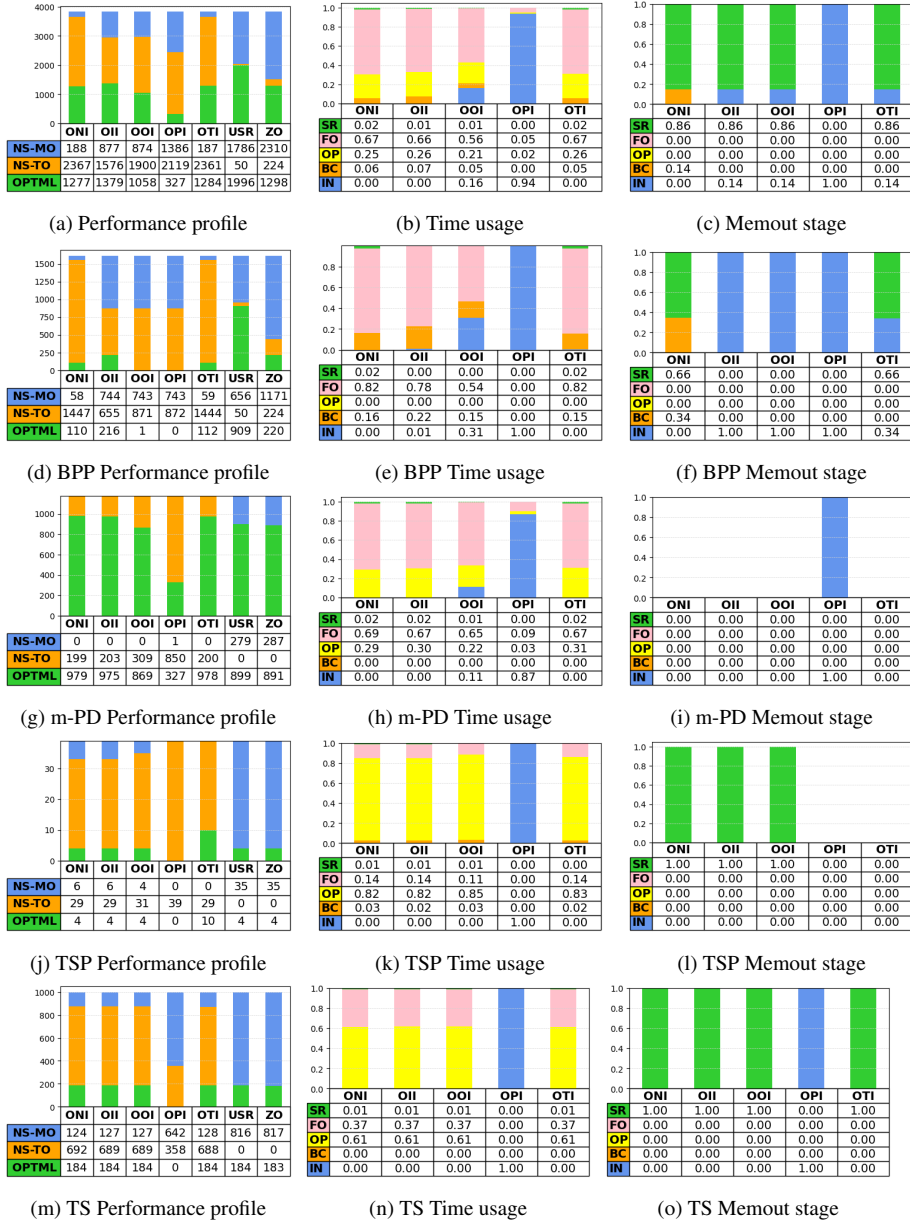 4000
3000
2000
1000
0
ONI OII OOI OPI OTI USR ZO
NS-MO 188 877 874 1386 187 1786 2310
NS-TO 2367 1576 1900 2119 2361 50 224
OPTML 1277 1379 1058 327 1284 1996 1298
(a) Performance profile
1.0
0.8
0.6
0.4
0.2
0.0
ONI OII OOI OPI OTI
SR 0.02 0.01 0.01 0.00 0.02
FO 0.67 0.66 0.56 0.05 0.67
OP 0.25 0.26 0.21 0.02 0.26
BC 0.06 0.07 0.05 0.00 0.05
IN 0.00 0.00 0.16 0.94 0.00
(b) Time usage
1.0
0.8
0.6
0.4
0.2
0.0
ONI OII OOI OPI OTI
SR 0.86 0.86 0.86 0.00 0.86
FO 0.00 0.00 0.00 0.00 0.00
OP 0.00 0.00 0.00 0.00 0.00
BC 0.14 0.00 0.00 0.00 0.00
IN 0.00 0.14 0.14 1.00 0.14
(c) Memout stage
1500
1250
1000
750
500
250
0
ONI OII OOI OPI OTI USR ZO
NS-MO 58 744 743 743 59 656 1171
NS-TO 1447 655 871 872 1444 50 224
OPTML 110 216 1 0 112 909 220
(d) BPP Performance profile
1.0
0.8
0.6
0.4
0.2
0.0
ONI OII OOI OPI OTI
SR 0.02 0.00 0.00 0.00 0.02
FO 0.82 0.78 0.54 0.00 0.82
OP 0.00 0.00 0.00 0.00 0.00
BC 0.16 0.22 0.15 0.00 0.15
IN 0.00 0.01 0.31 1.00 0.00
(e) BPP Time usage
1.0
0.8
0.6
0.4
0.2
0.0
ONI OII OOI OPI OTI
SR 0.66 0.00 0.00 0.00 0.66
FO 0.00 0.00 0.00 0.00 0.00
OP 0.00 0.00 0.00 0.00 0.00
BC 0.34 0.00 0.00 0.00 0.00
IN 0.00 1.00 1.00 1.00 0.34
(f) BPP Memout stage
1000
800
600
400
200
0
ONI OII OOI OPI OTI USR ZO
NS-MO 0 0 0 1 0 279 287
NS-TO 199 203 309 850 200 0 0
OPTML 979 975 869 327 978 899 891
(g) m-PD Performance profile
1.0
0.8
0.6
0.4
0.2
0.0
ONI OII OOI OPI OTI
SR 0.02 0.02 0.01 0.00 0.02
FO 0.69 0.67 0.65 0.09 0.67
OP 0.29 0.30 0.22 0.03 0.31
BC 0.00 0.00 0.00 0.00 0.00
IN 0.00 0.00 0.11 0.87 0.00
(h) m-PD Time usage
1.0
0.8
0.6
0.4
0.2
0.0
ONI OII OOI OPI OTI
SR 0.00 0.00 0.00 0.00 0.00
FO 0.00 0.00 0.00 0.00 0.00
OP 0.00 0.00 0.00 0.00 0.00
BC 0.00 0.00 0.00 0.00 0.00
IN 0.00 0.00 0.00 1.00 0.00
(i) m-PD Memout stage
30
20
10
0
ONI OII OOI OPI OTI USR ZO
NS-MO 6 6 4 0 0 35 35
NS-TO 29 29 31 39 29 0 0
OPTML 4 4 4 0 10 4 4
(j) TSP Performance profile
1.0
0.8
0.6
0.4
0.2
0.0
ONI OII OOI OPI OTI
SR 0.01 0.01 0.01 0.00 0.00
FO 0.14 0.14 0.11 0.00 0.14
OP 0.82 0.82 0.85 0.00 0.83
BC 0.03 0.02 0.03 0.00 0.02
IN 0.00 0.00 0.00 1.00 0.00
(k) TSP Time usage
1.0
0.8
0.6
0.4
0.2
0.0
ONI OII OOI OPI OTI
SR 1.00 1.00 1.00 0.00 0.00
FO 0.00 0.00 0.00 0.00 0.00
OP 0.00 0.00 0.00 0.00 0.00
BC 0.00 0.00 0.00 0.00 0.00
IN 0.00 0.00 0.00 0.00 0.00
(l) TSP Memout stage
1000
800
600
400
200
0
ONI OII OOI OPI OTI USR ZO
NS-MO 124 127 127 642 128 816 817
NS-TO 692 689 689 358 688 0 0
OPTML 184 184 184 0 184 184 183
(m) TS Performance profile
1.0
0.8
0.6
0.4
0.2
0.0
ONI OII OOI OPI OTI
SR 0.01 0.01 0.01 0.00 0.01
FO 0.37 0.37 0.37 0.00 0.37
OP 0.61 0.61 0.61 0.00 0.61
BC 0.00 0.00 0.00 0.00 0.00
IN 0.00 0.00 0.00 1.00 0.00
(n) TS Time usage
1.0
0.8
0.6
0.4
0.2
0.0
ONI OII OOI OPI OTI
SR 1.00 1.00 1.00 0.00 1.00
FO 0.00 0.00 0.00 0.00 0.00
OP 0.00 0.00 0.00 0.00 0.00
BC 0.00 0.00 0.00 0.00 0.00
IN 0.00 0.00 0.00 1.00 0.00
(o) TS Memout stage